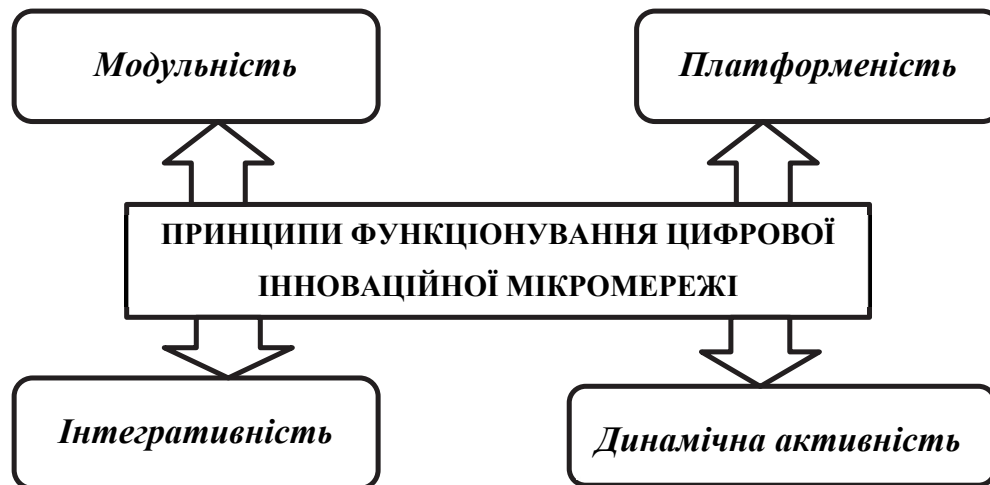 Модульність
Платформеність
ПРИНЦИПИ ФУНКЦІОНУВАННЯ ЦИФРОВОЇ
ІННОВАЦІЙНОЇ МІКРОМЕРЕЖІ
Інтегративність
Динамічна активність